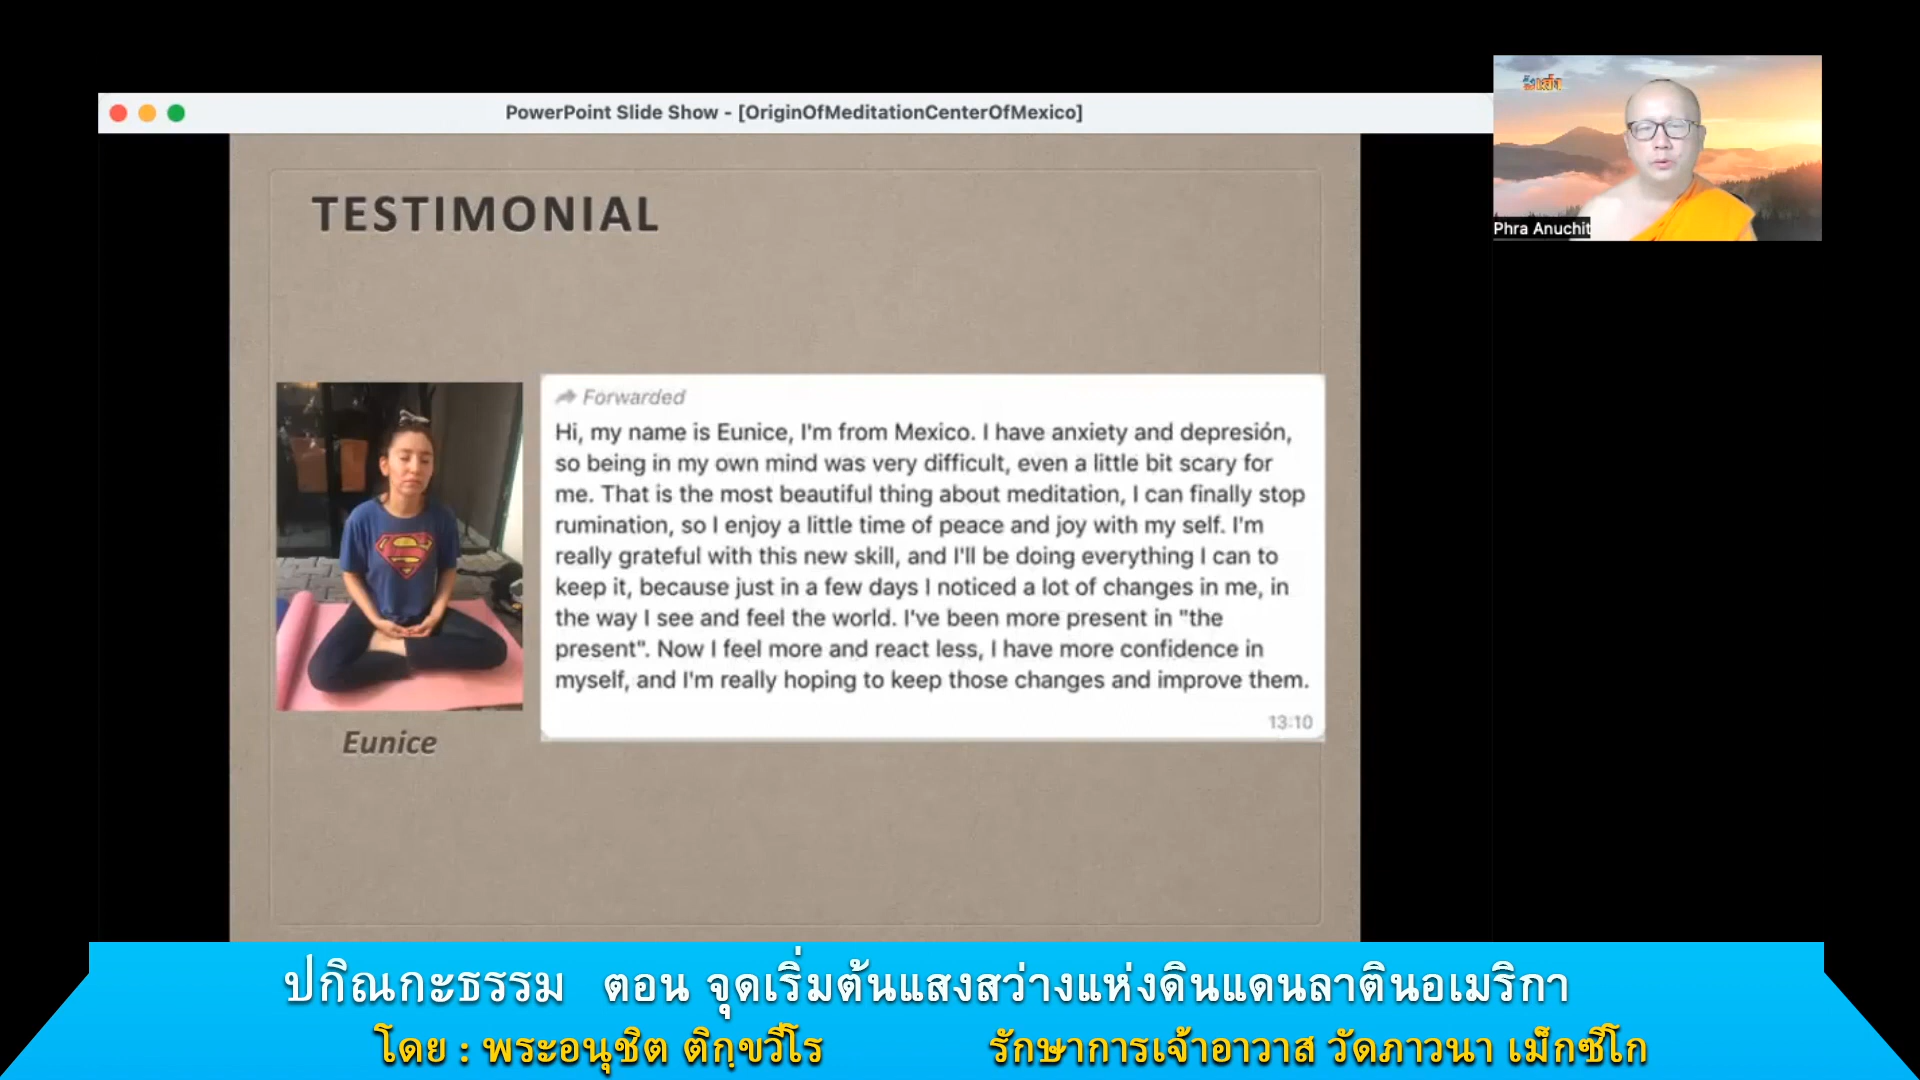 PowerPoint Slide Show - [OriginOfMeditationCenterOfMexico]
Phra Anuchit
TESTIMONIAL
Forwarded
Hi, my name is Eunice, I'm from Mexico. I have anxiety and depresión,
so being in my own mind was very difficult, even a little bit scary for
me. That is the most beautiful thing about meditation, I can finally stop
rumination, so I enjoy a little time of peace and joy with my self. I'm
really grateful with this new skill, and I'll be doing everything I can to
keep it, because just in a few days I noticed a lot of changes in me, in
the way I see and feel the world. I've been more present in "the
present". Now I feel more and react less, I have more confidence in
myself, and I'm really hoping to keep those changes and improve them.
13:10
Eunice
ปกิณกะธรรม ตอน จุดเริ่มต้นแสงสว่างแห่งดินแดนลาตินอเมริกา
โดย : พระอนุชิต ติกฺขวีโร รักษาการเจ้าอาวาส วัดภาวนา เม็กซีโก